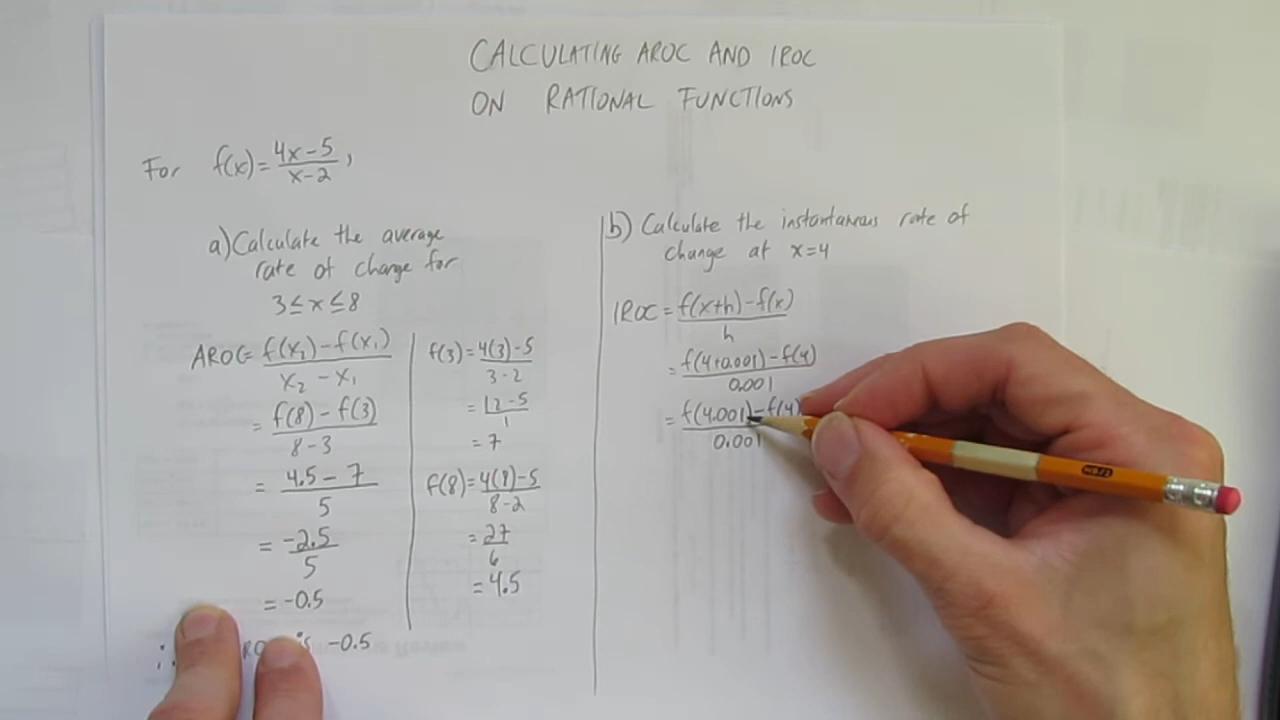 CALCULATING AROC AND IROC
ON RATIONAL FUNCTIONS
For f(x)=(4x-5)/(x-2),
a) Calculate the average
rate of change for
3≤x≤8
AROC=(f(x₂)-f(x₁))/(x₂-x₁)
=(f(8)-f(3))/(8-3)
=(4.5-7)/5
=-2.5/5
=-0.5
∴ is -0.5
f(3)=(4(3)-5)/(3-2)
=(12-5)/1
=7
f(8)=(4(8)-5)/(8-2)
=27/6
=4.5
b) Calculate the instantaneous rate of
change at x=4
IROC=(f(x+h)-f(x))/h
=(f(4+0.001)-f(4))/0.001
=(f(4.001)-f(4))/0.001